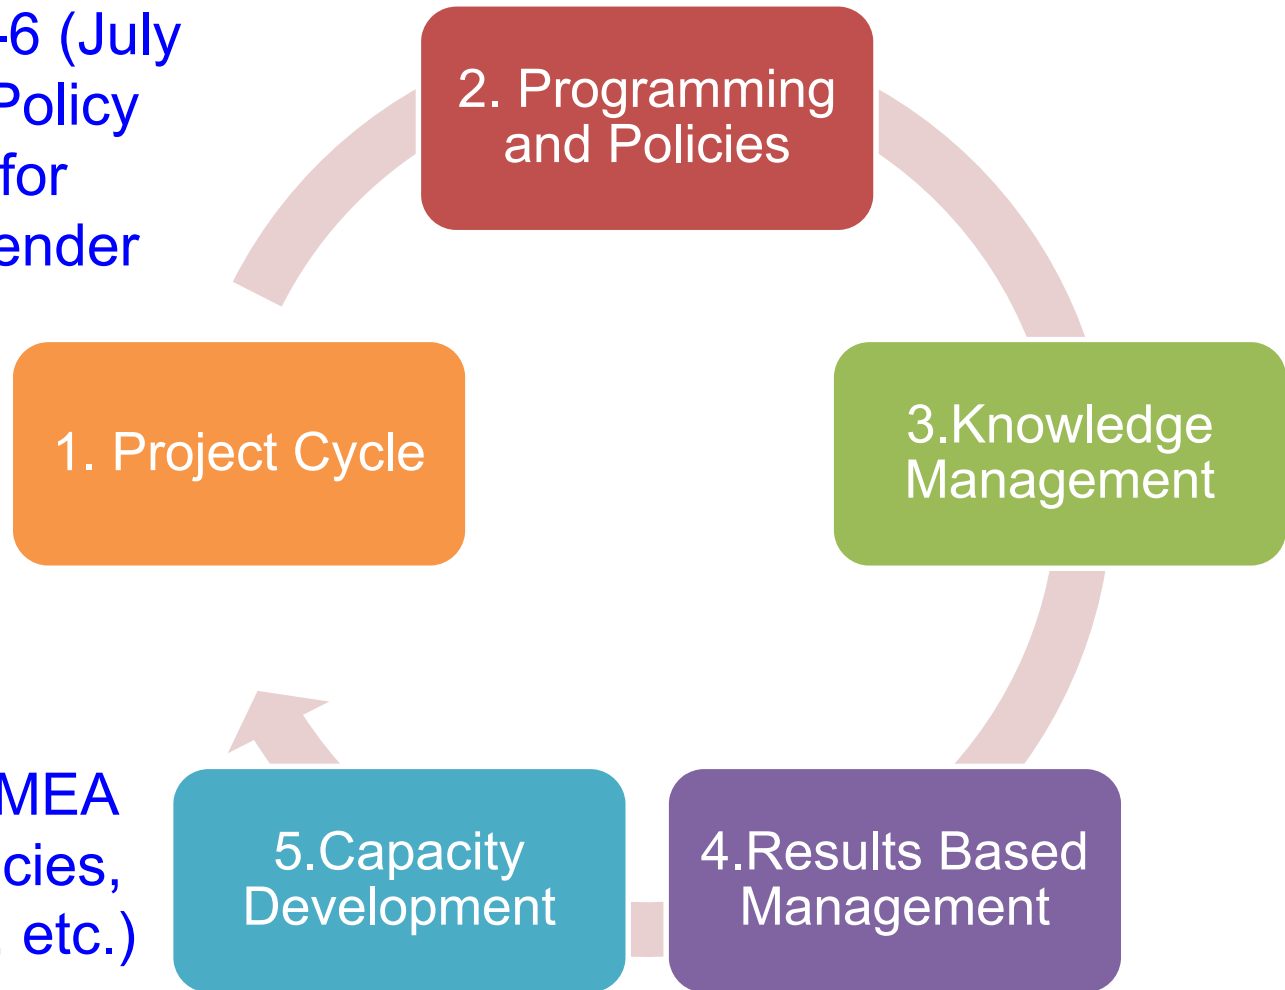 -6 (July
Policy
for
ender
2. Programming
and Policies
1. Project Cycle
3.Knowledge
Management
MEA
cies,
etc.)
5.Capacity
Development
4.Results Based
Management